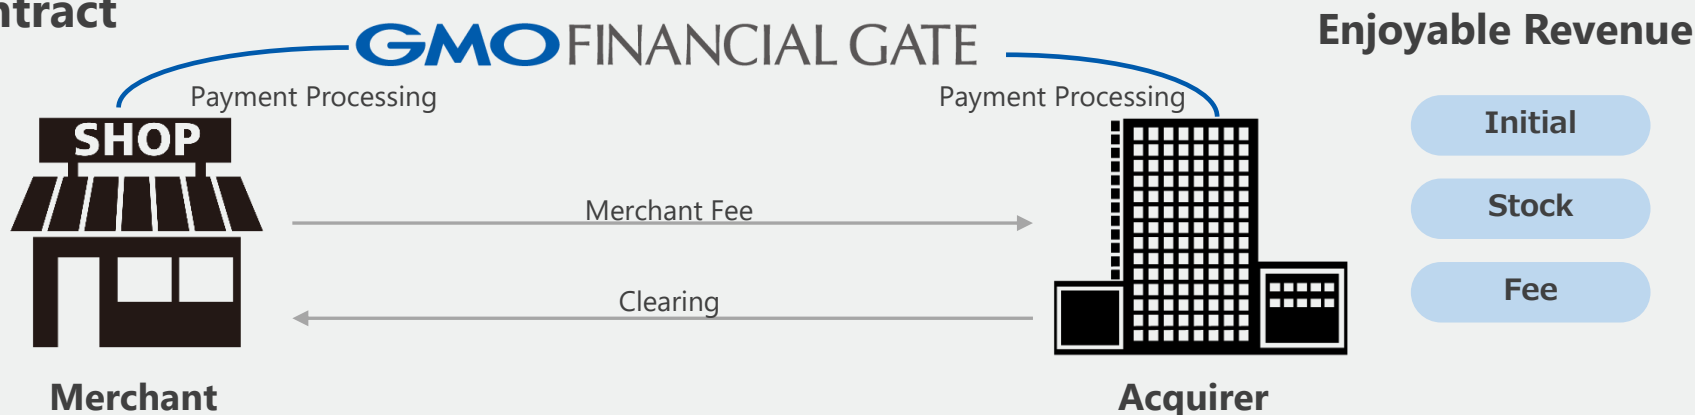 GMO FINANCIAL GATE
Enjoyable Revenue
Payment Processing
Payment Processing
SHOP
Initial
Merchant Fee
Stock
Clearing
Fee
Merchant
Acquirer